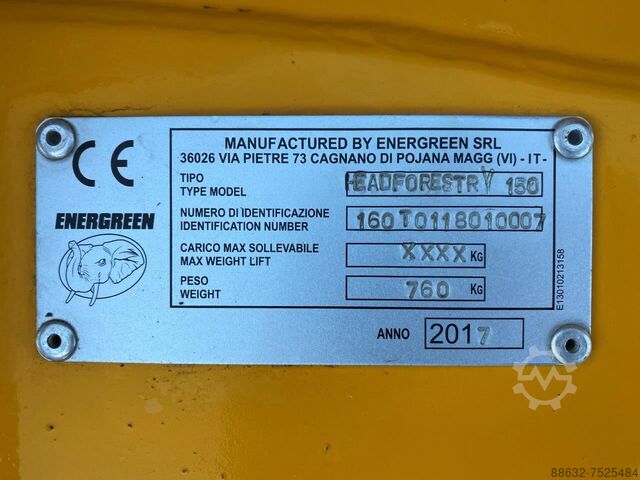 CE
ENERGREEN
MANUFACTURED BY ENERGREEN SRL
36026 VIA PIETRE 73 CAGNANO DI POJANA MAGG (VI) - IT -
TIPO
TYPE MODEL
HEADFORESTRY 150
NUMERO DI IDENTIFICAZIONE
IDENTIFICATION NUMBER
160T0118010007
CARICO MAX SOLLEVABILE
MAX WEIGHT LIFT
XXXX Kg
PESO
WEIGHT
760 Kg
ANNO 2017
E13010213158
88632-7525484